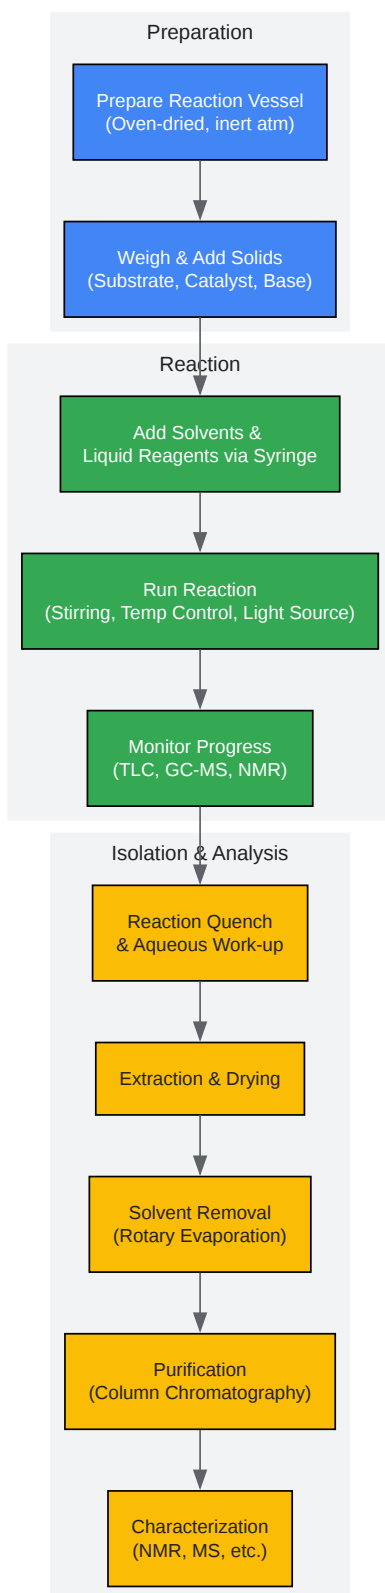 Preparation
Prepare Reaction Vessel
(Oven-dried, inert atm)
Weigh & Add Solids
(Substrate, Catalyst, Base)
Reaction
Add Solvents &
Liquid Reagents via Syringe
Run Reaction
(Stirring, Temp Control, Light Source)
Monitor Progress
(TLC, GC-MS, NMR)
Isolation & Analysis
Reaction Quench
& Aqueous Work-up
Extraction & Drying
Solvent Removal
(Rotary Evaporation)
Purification
(Column Chromatography)
Characterization
(NMR, MS, etc.)